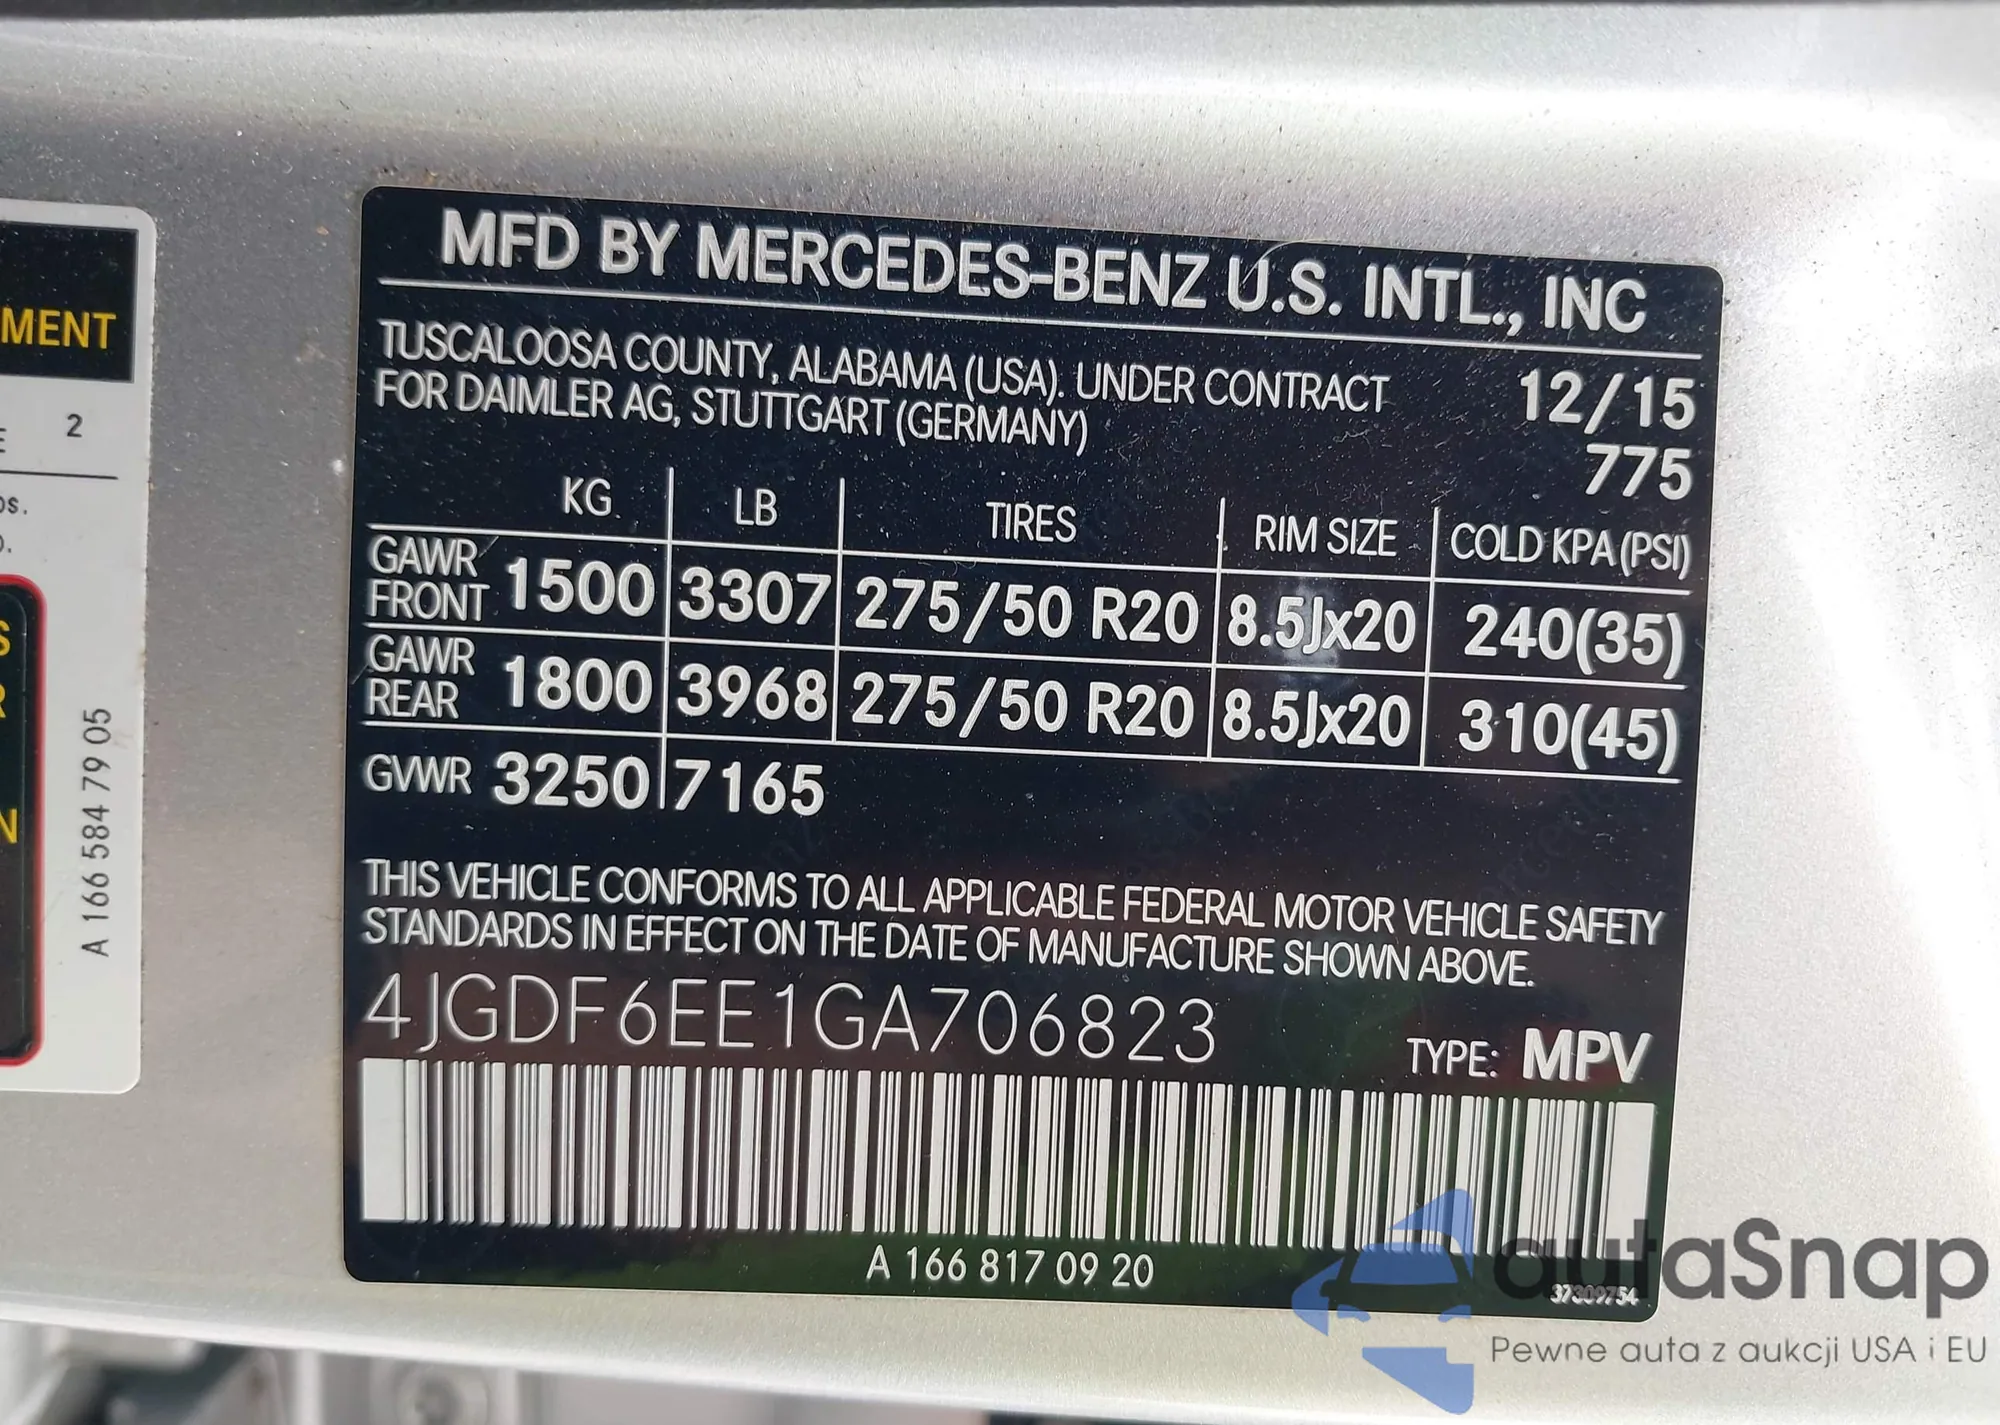 MENT
2
os.
A 166 584 79 05
MFD BY MERCEDES-BENZ U.S. INTL., INC
TUSCALOOSA COUNTY, ALABAMA (USA). UNDER CONTRACT
FOR DAIMLER AG, STUTTGART (GERMANY)
12/15
775
KG LB TIRES RIM SIZE COLD KPA(PSI)
GAWR FRONT 1500 3307 275/50 R20 8.5Jx20 240(35)
GAWR REAR 1800 3968 275/50 R20 8.5Jx20 310(45)
GVWR 3250 7165
THIS VEHICLE CONFORMS TO ALL APPLICABLE FEDERAL MOTOR VEHICLE SAFETY
STANDARDS IN EFFECT ON THE DATE OF MANUFACTURE SHOWN ABOVE.
4JGDF6EE1GA706823
TYPE: MPV
A 166 817 09 20
37309754
autaSnap
Pewne auta z aukcji USA i EU